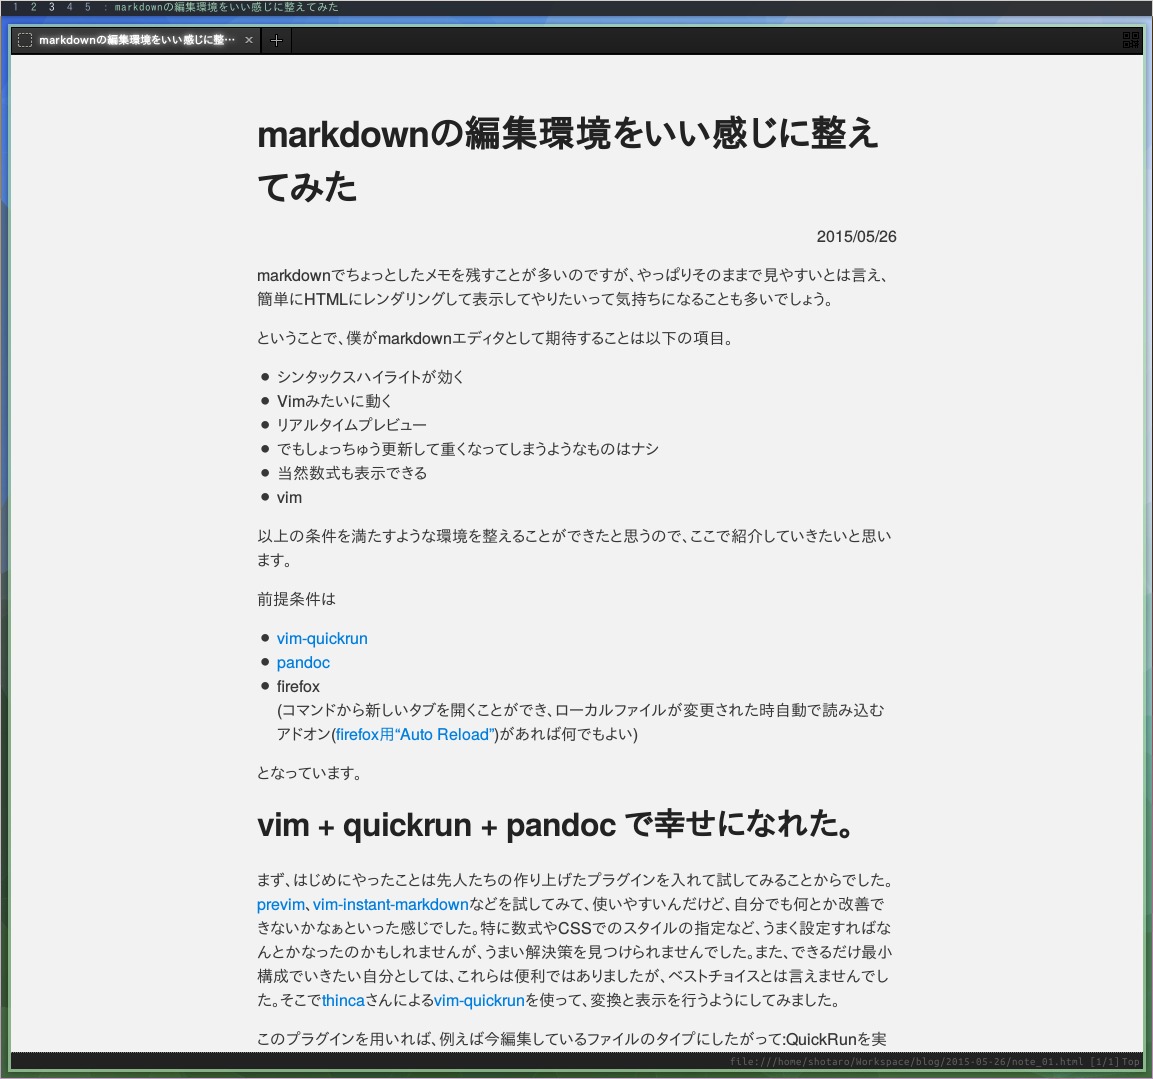 1 2 3 4 5 : markdownの編集環境をいい感じに整えてみた
markdownの編集環境をいい感じに整… ×
markdownの編集環境をいい感じに整え
てみた
2015/05/26
markdownでちょっとしたメモを残すことが多いのですが、やっぱりそのままで見やすいとは言え、
簡単にHTMLにレンダリングして表示してやりたいって気持ちになることも多いでしょう。
ということで、僕がmarkdownエディタとして期待することは以下の項目。
● シンタックスハイライトが効く
● Vimみたいに動く
● リアルタイムプレビュー
● でもしょっちゅう更新して重くなってしまうようなものはナシ
● 当然数式も表示できる
● vim
以上の条件を満たすような環境を整えることができたと思うので、ここで紹介していきたいと思い
ます。
前提条件は
● vim-quickrun
● pandoc
● firefox
(コマンドから新しいタブを開くことができ、ローカルファイルが変更された時自動で読み込む
アドオン(firefox用“Auto Reload”)があれば何でもよい)
となっています。
vim + quickrun + pandoc で幸せになれた。
まず、はじめにやったことは先人たちの作り上げたプラグインを入れて試してみることからでした。
previm、vim-instant-markdownなどを試してみて、使いやすいんだけど、自分でも何とか改善で
きないかなぁといった感じでした。特に数式やCSSでのスタイルの指定など、うまく設定すればな
んとかなったのかもしれませんが、うまい解決策を見つけられませんでした。また、できるだけ最小
構成でいきたい自分としては、これらは便利ではありましたが、ベストチョイスとは言えませんでし
た。そこでthincaさんによるvim-quickrunを使って、変換と表示を行うようにしてみました。
このプラグインを用いれば、例えば今編集しているファイルのタイプにしたがって:QuickRunを実
file:///home/shotaro/Workspace/blog/2015-05-26/note_01.html [1/1] Top